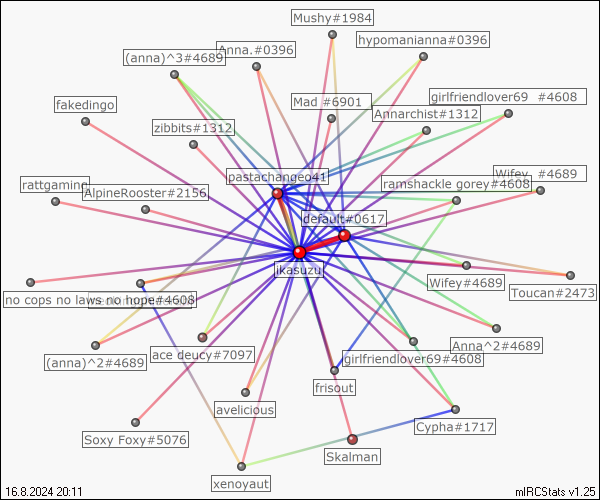 Mushy#1984
hypomanianna#0396
Anna.#0396
(anna)^3#4689
girlfriendlover69 #4608
Mad #6901
fakedingo
Annarchist#1312
zibbits#1312
pastachangeo41
Wifey #4689
ramshackle gorey#4608
rattgaming
AlpineRooster#2156
default#0617
ikasuzu
Wifey#4689
Toucan#2473
no cops no laws no hope#4608
Anna^2#4689
(anna)^2#4689
ace deucy#7097
girlfriendlover69#4608
frisout
avelicious
Cypha#1717
Soxy Foxy#5076
Skalman
xenoyaut
16.8.2024 20:11
mIRCStats v1.25